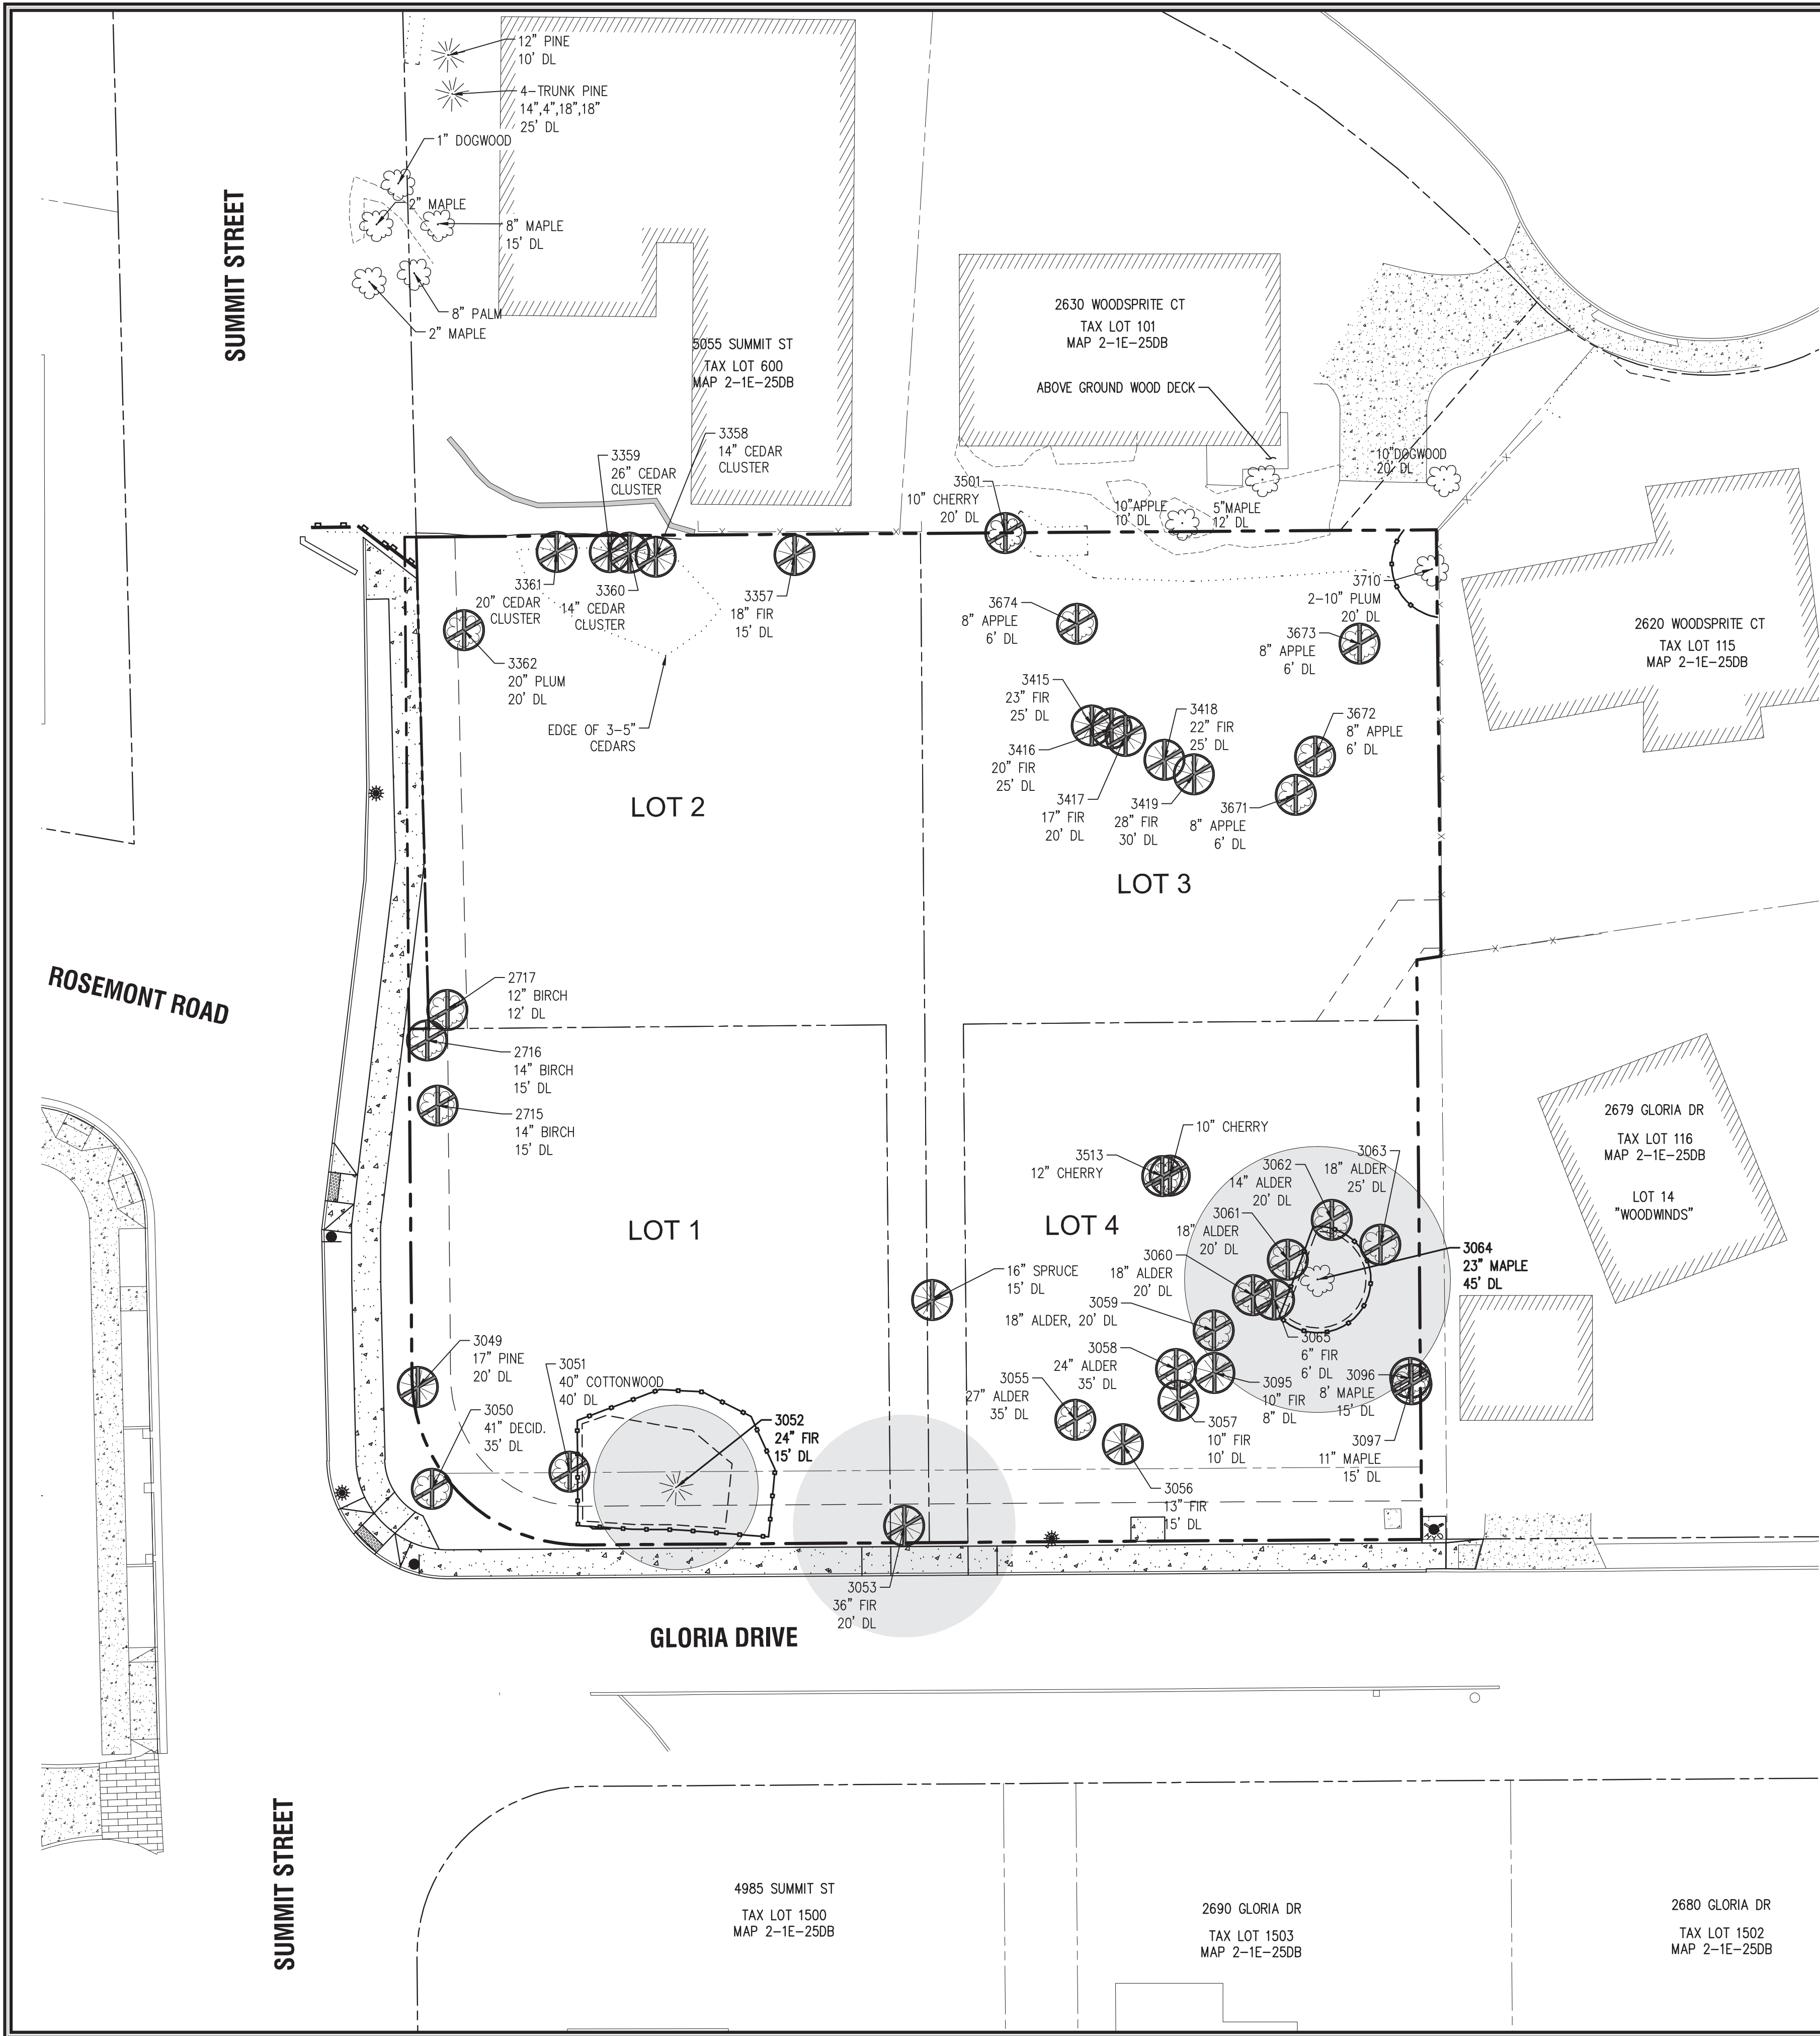 12" PINE
10' DL
4-TRUNK PINE
14",4",18",18"
25' DL
1" DOGWOOD
2" MAPLE
8" MAPLE
15' DL
8" PALM
2" MAPLE
SUMMIT STREET
5055 SUMMIT ST
TAX LOT 600
MAP 2-1E-25DB
2630 WOODSPRITE CT
TAX LOT 101
MAP 2-1E-25DB
ABOVE GROUND WOOD DECK
3358
14" CEDAR
CLUSTER
3359
26" CEDAR
CLUSTER
3501
10" CHERRY
20' DL
10"APPLE
10' DL
5"MAPLE
12' DL
10"DOGWOOD
20' DL
3361
20" CEDAR
CLUSTER
3360
14" CEDAR
CLUSTER
3357
18" FIR
15' DL
3362
20" PLUM
20' DL
EDGE OF 3-5"
CEDARS
3674
8" APPLE
6' DL
3710
2-10" PLUM
20' DL
3673
8" APPLE
6' DL
2620 WOODSPRITE CT
TAX LOT 115
MAP 2-1E-25DB
3415
23" FIR
25' DL
3418
22" FIR
25' DL
3672
8" APPLE
6' DL
3416
20" FIR
25' DL
3417
17" FIR
20' DL
3419
28" FIR
30' DL
3671
8" APPLE
6' DL
LOT 2
LOT 3
ROSEMONT ROAD
2717
12" BIRCH
12' DL
2716
14" BIRCH
15' DL
2715
14" BIRCH
15' DL
2679 GLORIA DR
TAX LOT 116
MAP 2-1E-25DB
LOT 14
"WOODWINDS"
10" CHERRY
3513
12" CHERRY
3063
18" ALDER
25' DL
3062
14" ALDER
20' DL
3061
18" ALDER
20' DL
LOT 1
LOT 4
3060
18" ALDER
20' DL
3064
23" MAPLE
45' DL
16" SPRUCE
15' DL
3059
18" ALDER, 20' DL
3058
24" ALDER
35' DL
3065
6" FIR
6' DL
3096
8' MAPLE
15' DL
3095
10" FIR
8" DL
3055
27" ALDER
35' DL
3057
10" FIR
10' DL
3097
11" MAPLE
15' DL
3056
13" FIR
15' DL
3049
17" PINE
20' DL
3051
40" COTTONWOOD
40' DL
3050
41" DECID.
35' DL
3052
24" FIR
15' DL
3053
36" FIR
20' DL
GLORIA DRIVE
SUMMIT STREET
4985 SUMMIT ST
TAX LOT 1500
MAP 2-1E-25DB
2690 GLORIA DR
TAX LOT 1503
MAP 2-1E-25DB
2680 GLORIA DR
TAX LOT 1502
MAP 2-1E-25DB